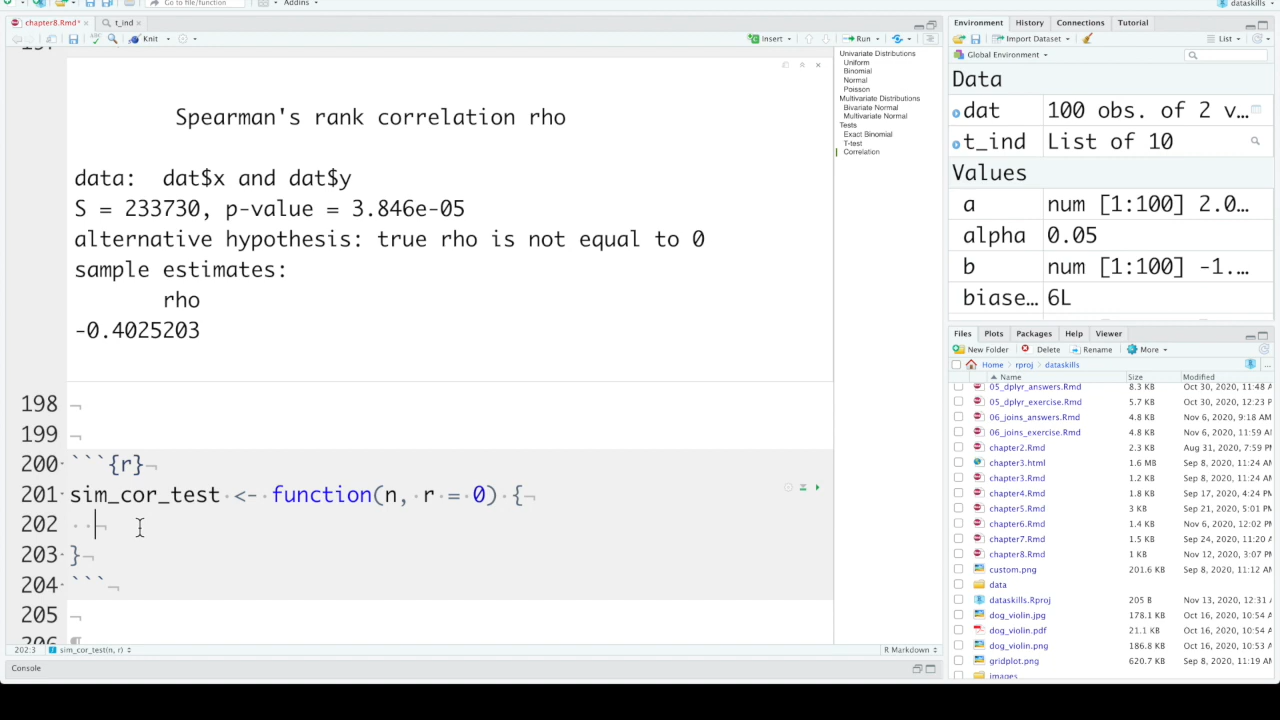 Go to file/function
Addins
dataskills
chapter8.Rmd*
t_ind
Knit
Insert
Run
Spearman's rank correlation rho
data:  dat$x and dat$y
S = 233730, p-value = 3.846e-05
alternative hypothesis: true rho is not equal to 0
sample estimates:
rho
-0.4025203
198
199
200 ```{r}
201 sim_cor_test <- function(n, r = 0) {
202
203 }
204 ```
205
202:3 sim_cor_test(n, r)
R Markdown
Console
Univariate Distributions
Uniform
Binomial
Normal
Poisson
Multivariate Distributions
Bivariate Normal
Multivariate Normal
Tests
Exact Binomial
T-test
Correlation
Environment History Connections Tutorial
Import Dataset List
Global Environment
Data
dat 100 obs. of 2 v…
t_ind List of 10
Values
a num [1:100] 2.0…
alpha 0.05
b num [1:100] -1.…
biase… 6L
Files Plots Packages Help Viewer
New Folder Delete Rename More
Home rproj dataskills
Name Size Modified
05_dplyr_answers.Rmd 8.3 KB Oct 30, 2020, 11:48 A
05_dplyr_exercise.Rmd 5.7 KB Oct 30, 2020, 12:23 P
06_joins_answers.Rmd 4.8 KB Nov 6, 2020, 9:18 AM
06_joins_exercise.Rmd 4.8 KB Nov 6, 2020, 11:59 A
chapter2.Rmd 2.3 KB Aug 31, 2020, 7:59
chapter3.html 1.6 MB Sep 8, 2020, 11:24 A
chapter3.Rmd 1.2 KB Sep 8, 2020, 11:24 A
chapter4.Rmd 1.8 KB Sep 17, 2020, 4:24 P
chapter5.Rmd 3 KB Sep 21, 2020, 5:01 P
chapter6.Rmd 1.4 KB Nov 6, 2020, 12:02 P
chapter7.Rmd 1.5 KB Sep 25, 2020, 11:24
chapter8.Rmd 1 KB Nov 12, 2020, 3:07 P
custom.png 201.6 KB Sep 8, 2020, 11:12 A
data
dataskills.Rproj 205 B Nov 13, 2020, 12:31
dog_violin.jpg 178.1 KB Oct 16, 2020, 10:54
dog_violin.pdf 21.1 KB Oct 16, 2020, 10:54 A
dog_violin.png 186.8 KB Oct 16, 2020, 10:53
gridplot.png 620.7 KB Sep 8, 2020, 11:19 A
images